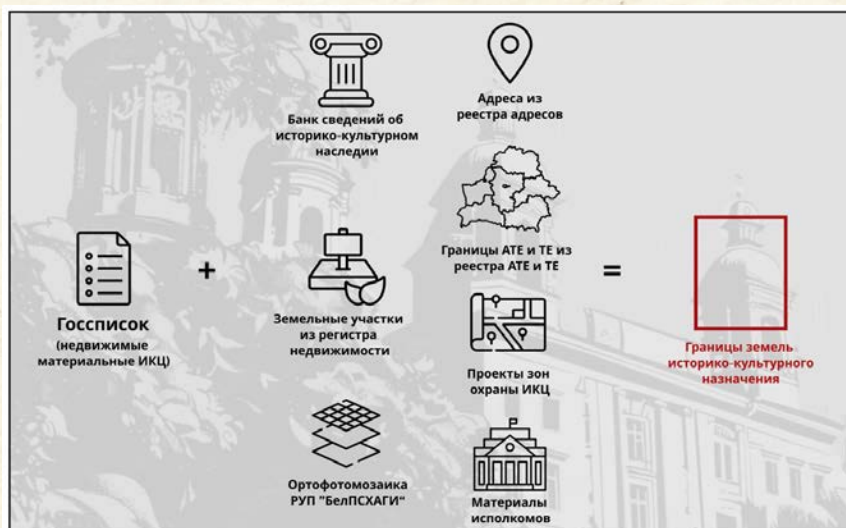 Госсписок
(недвижимые
материальные ИКЦ)
+
Банк сведений об
историко-культурном
наследии
Земельные участки
из регистра
недвижимости
Ортофотомозаика
РУП "БелПСХАГИ"
Адреса из
реестра адресов
Границы АТЕ и ТЕ из
реестра АТЕ и ТЕ
Проекты зон
охраны ИКЦ
Материалы
исполкомов
=
Границы земель
историко-культурного
назначения